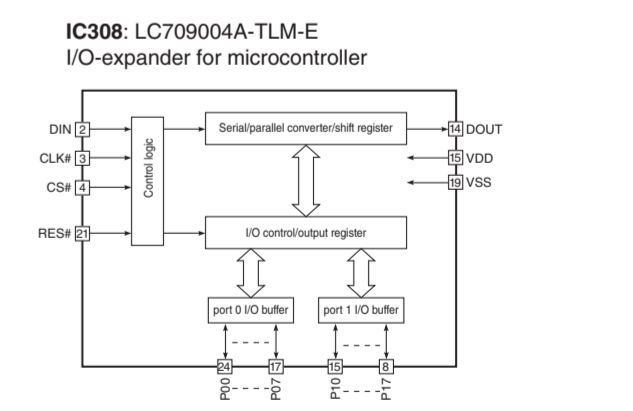 IC308: LC709004A-TLM-E
I/O-expander for microcontroller
DIN 2
CLK# 3
CS# 4
RES# 21
Control logic
Serial/parallel converter/shift register
14 DOUT
15 VDD
19 VSS
I/O control/output register
port 0 I/O buffer
port 1 I/O buffer
24 17 15 8
P00 P07 P10 P17